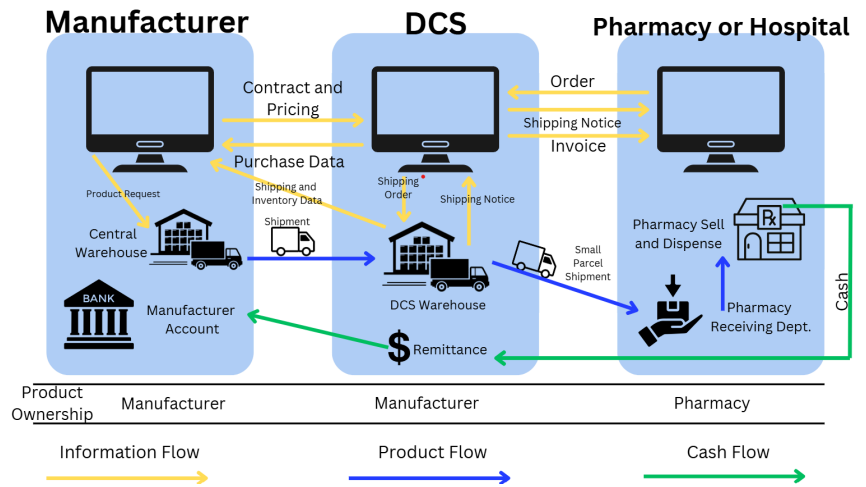 Manufacturer
DCS
Pharmacy or Hospital
Contract and
Pricing
Purchase Data
Order
Shipping Notice
Invoice
Product Request
Shipping and
Inventory Data
Shipping
Order
Shipping Notice
Central
Warehouse
Shipment
DCS Warehouse
Small
Parcel
Shipment
Pharmacy Sell
and Dispense
Rx
BANK
Manufacturer
Account
$ Remittance
Pharmacy
Receiving Dept.
Cash
Product
Ownership
Manufacturer
Manufacturer
Pharmacy
Information Flow
Product Flow
Cash Flow